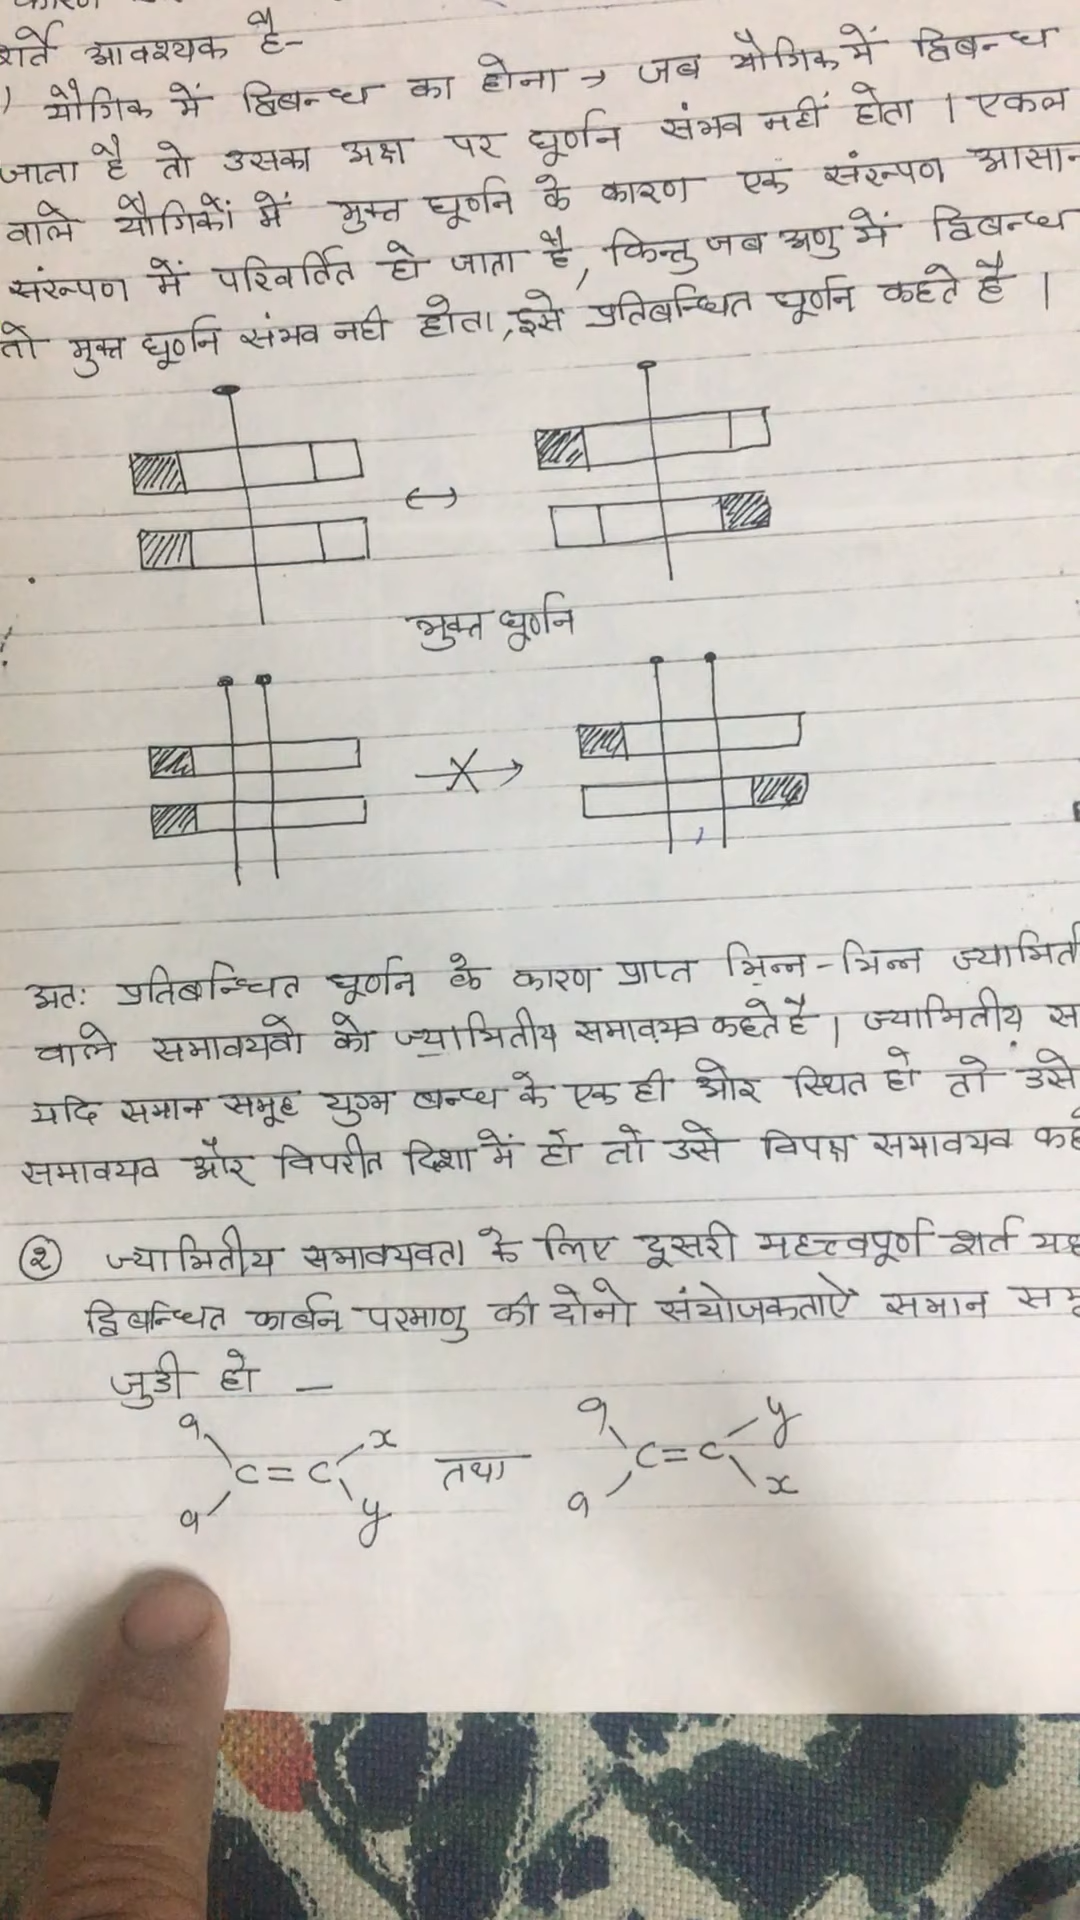 शर्ते आवश्यक है-
) यौगिक में द्विबन्ध का होना → जब यौगिक में द्विबन्ध
जाता है तो उसका अक्ष पर घूर्णन संभव नहीं होता । एकल
वाले यौगिकों में मुक्त घूर्णन के कारण एक संरूपण आसान
संरूपण में परिवर्तित हो जाता है, किन्तु जब अणु में द्विबन्ध
तो मुक्त घूर्णन संभव नही होता, इसे प्रतिबन्धित घूर्णन कहते है ।
मुक्त घूर्णन
अतः प्रतिबन्धित घूर्णन के कारण प्राप्त भिन्न-भिन्न ज्यामिती
वाले समावयवो को ज्यामितीय समावयव कहते है । ज्यामितीय स
यदि समान समूह युग्म बन्ध के एक ही ओर स्थित हो तो उसे
समावयव और विपरीत दिशा में हों तो उसे विपक्ष समावयव कह
② ज्यामितीय समावयवता के लिए दूसरी महत्त्वपूर्ण शर्त यह
द्विबन्धित कार्बन परमाणु की दोनो संयोजकताऐं समान समू
जुडी हो —
a x a y
C=C तथा C=C
a y a x